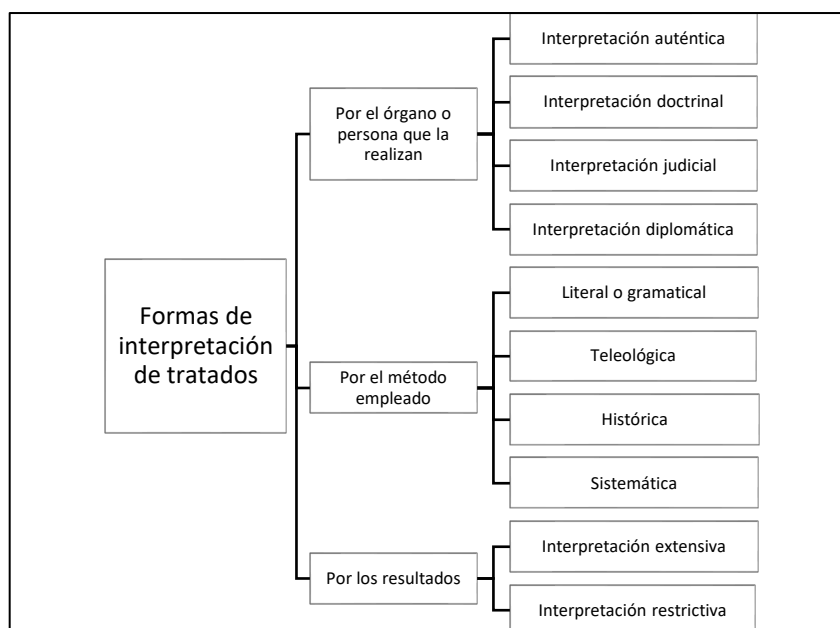 Formas de
interpretación
de tratados
Por el órgano o
persona que la
realizan
Interpretación auténtica
Interpretación doctrinal
Interpretación judicial
Interpretación diplomática
Por el método
empleado
Literal o gramatical
Teleológica
Histórica
Sistemática
Por los resultados
Interpretación extensiva
Interpretación restrictiva